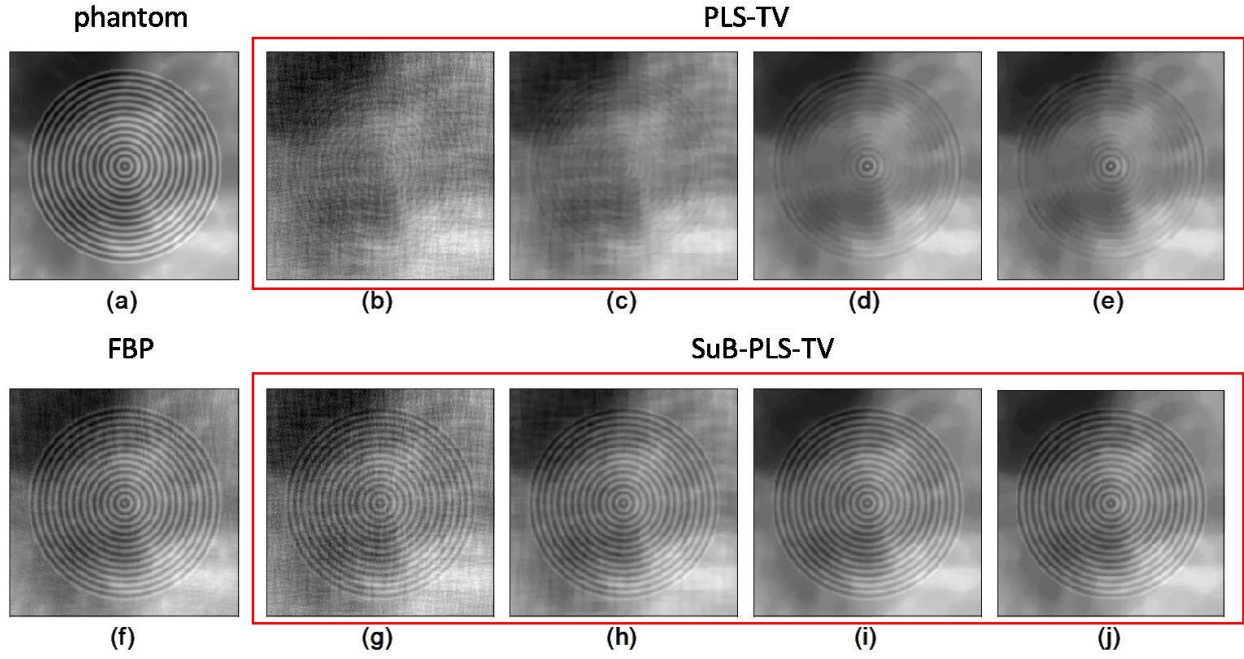 phantom PLS-TV
(a) (b) (c) (d) (e)
FBP SuB-PLS-TV
(f) (g) (h) (i) (j)